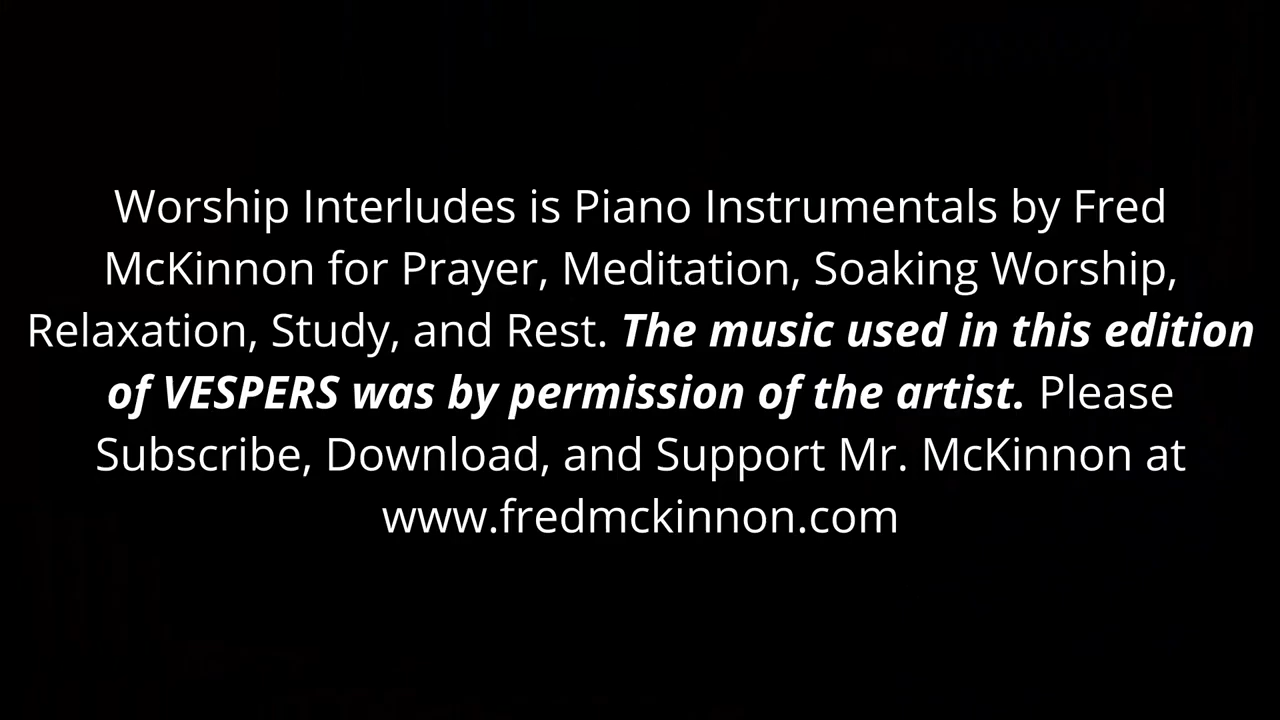 Worship Interludes is Piano Instrumentals by Fred
McKinnon for Prayer, Meditation, Soaking Worship,
Relaxation, Study, and Rest. The music used in this edition
of VESPERS was by permission of the artist. Please
Subscribe, Download, and Support Mr. McKinnon at
www.fredmckinnon.com